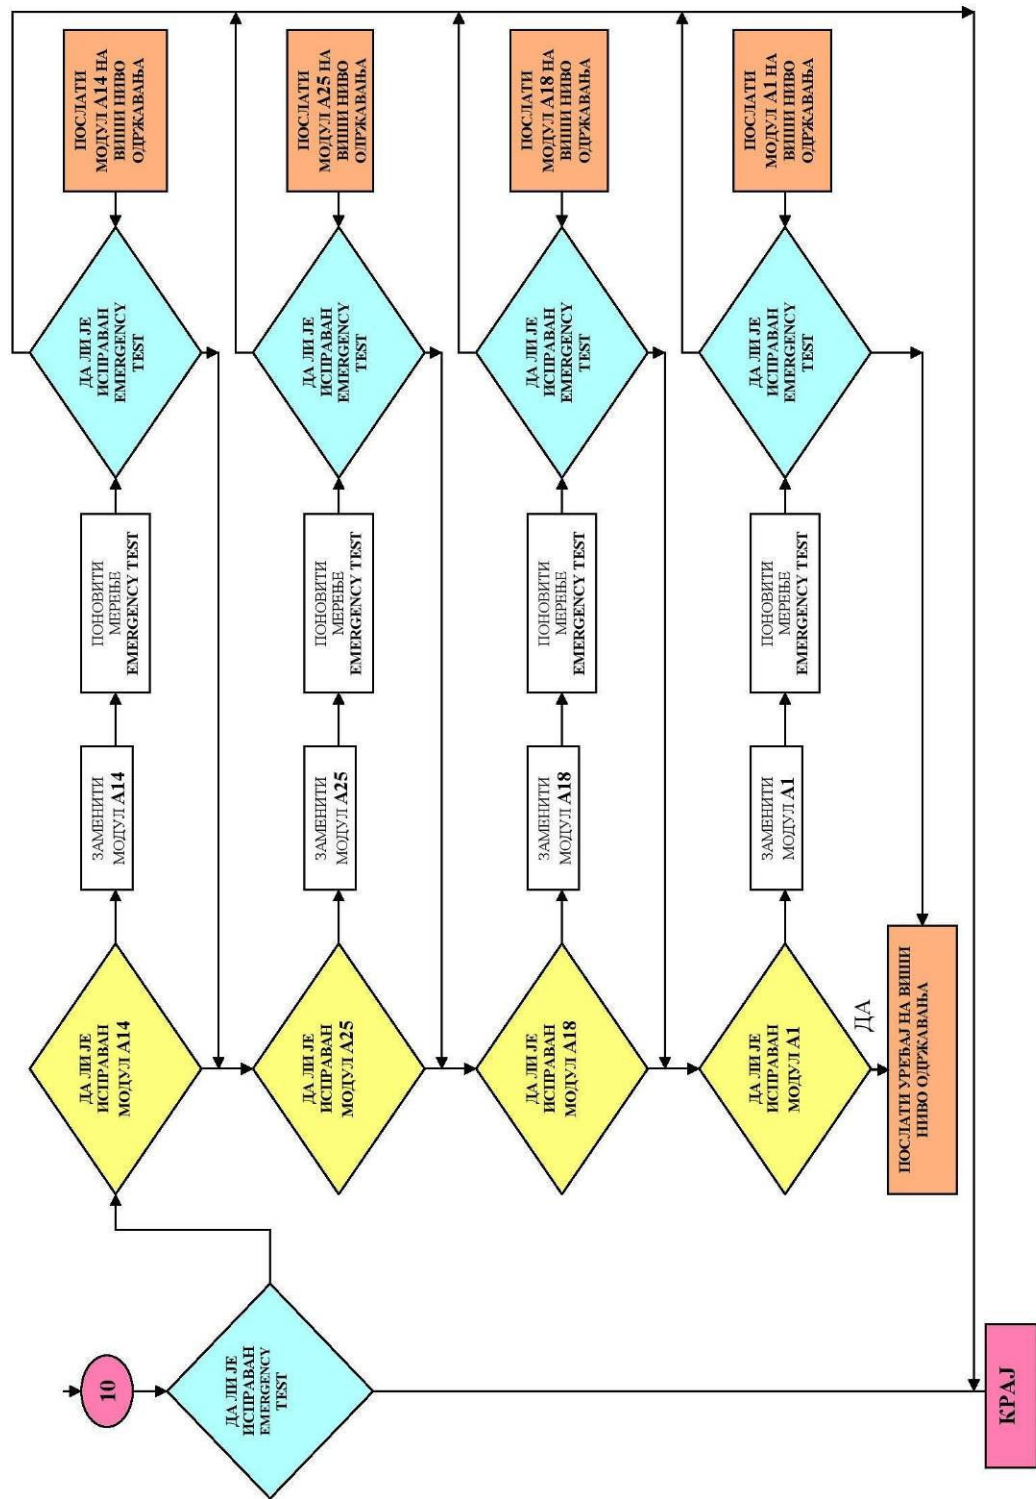 10
ДА ЛИ ЈЕ
ИСПРАВАН
EMERGENCY
TEST
КРАЈ
ДА ЛИ ЈЕ
ИСПРАВАН
МОДУЛ А14
ЗАМЕНИТИ
МОДУЛ А14
ПОНОВИТИ
МЕРЕЊЕ
EMERGENCY TEST
ДА ЛИ ЈЕ
ИСПРАВАН
EMERGENCY
TEST
ПОСЛАТИ
МОДУЛ А14 НА
ВИШИ НИВО
ОДРЖАВАЊА
ДА ЛИ ЈЕ
ИСПРАВАН
МОДУЛ А25
ЗАМЕНИТИ
МОДУЛ А25
ПОНОВИТИ
МЕРЕЊЕ
EMERGENCY TEST
ДА ЛИ ЈЕ
ИСПРАВАН
EMERGENCY
TEST
ПОСЛАТИ
МОДУЛ А25 НА
ВИШИ НИВО
ОДРЖАВАЊА
ДА ЛИ ЈЕ
ИСПРАВАН
МОДУЛ А18
ЗАМЕНИТИ
МОДУЛ А18
ПОНОВИТИ
МЕРЕЊЕ
EMERGENCY TEST
ДА ЛИ ЈЕ
ИСПРАВАН
EMERGENCY
TEST
ПОСЛАТИ
МОДУЛ А18 НА
ВИШИ НИВО
ОДРЖАВАЊА
ДА ЛИ ЈЕ
ИСПРАВАН
МОДУЛ А1
ЗАМЕНИТИ
МОДУЛ А1
ПОНОВИТИ
МЕРЕЊЕ
EMERGENCY TEST
ДА ЛИ ЈЕ
ИСПРАВАН
EMERGENCY
TEST
ПОСЛАТИ
МОДУЛ А1 НА
ВИШИ НИВО
ОДРЖАВАЊА
ДА
ПОСЛАТИ УРЕЂАЈ НА ВИШИ
НИВО ОДРЖАВАЊА